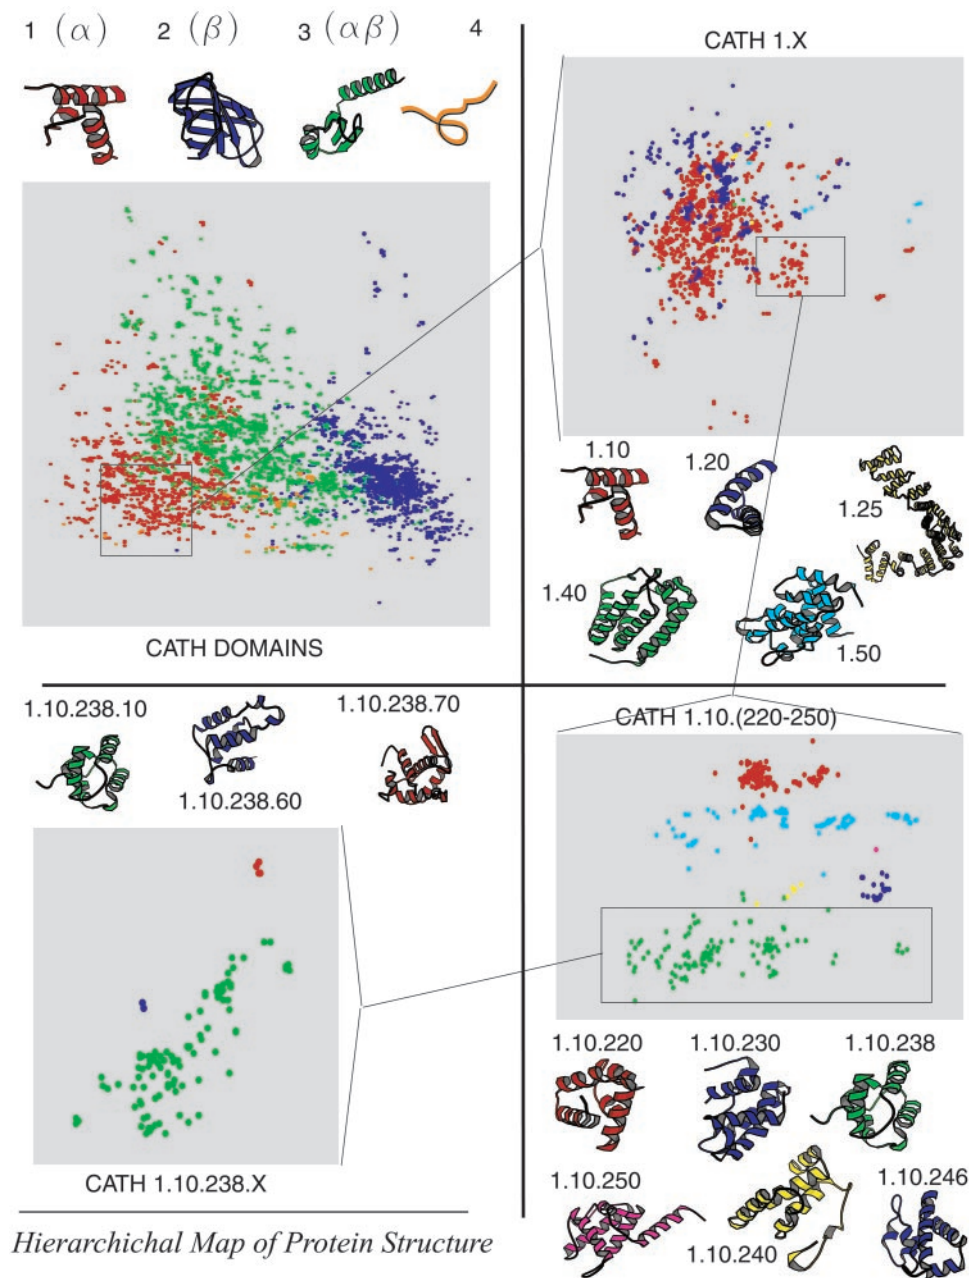 1 (α) 2 (β) 3 (αβ) 4
CATH DOMAINS
CATH 1.X
1.10
1.20
1.25
1.40
1.50
1.10.238.10
1.10.238.60
1.10.238.70
CATH 1.10.238.X
CATH 1.10.(220-250)
1.10.220
1.10.230
1.10.238
1.10.250
1.10.240
1.10.246
Hierarchichal Map of Protein Structure